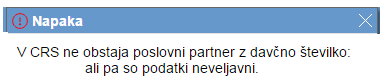 Napaka
V CRS ne obstaja poslovni partner z davčno številko:
ali pa so podatki neveljavni.